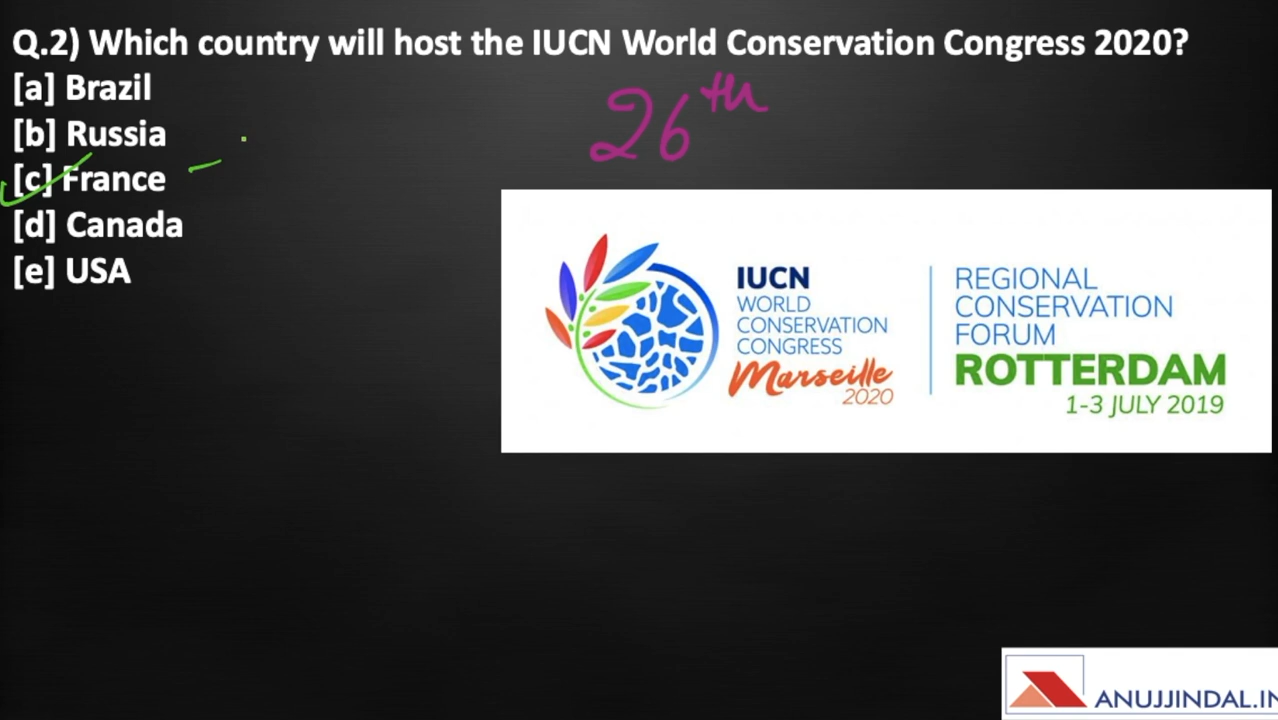 Q.2) Which country will host the IUCN World Conservation Congress 2020?
[a] Brazil
[b] Russia
[c] France
[d] Canada
[e] USA
26th
IUCN
WORLD
CONSERVATION
CONGRESS
Marseille
2020
REGIONAL
CONSERVATION
FORUM
ROTTERDAM
1-3 JULY 2019
ANUJJINDAL.IN